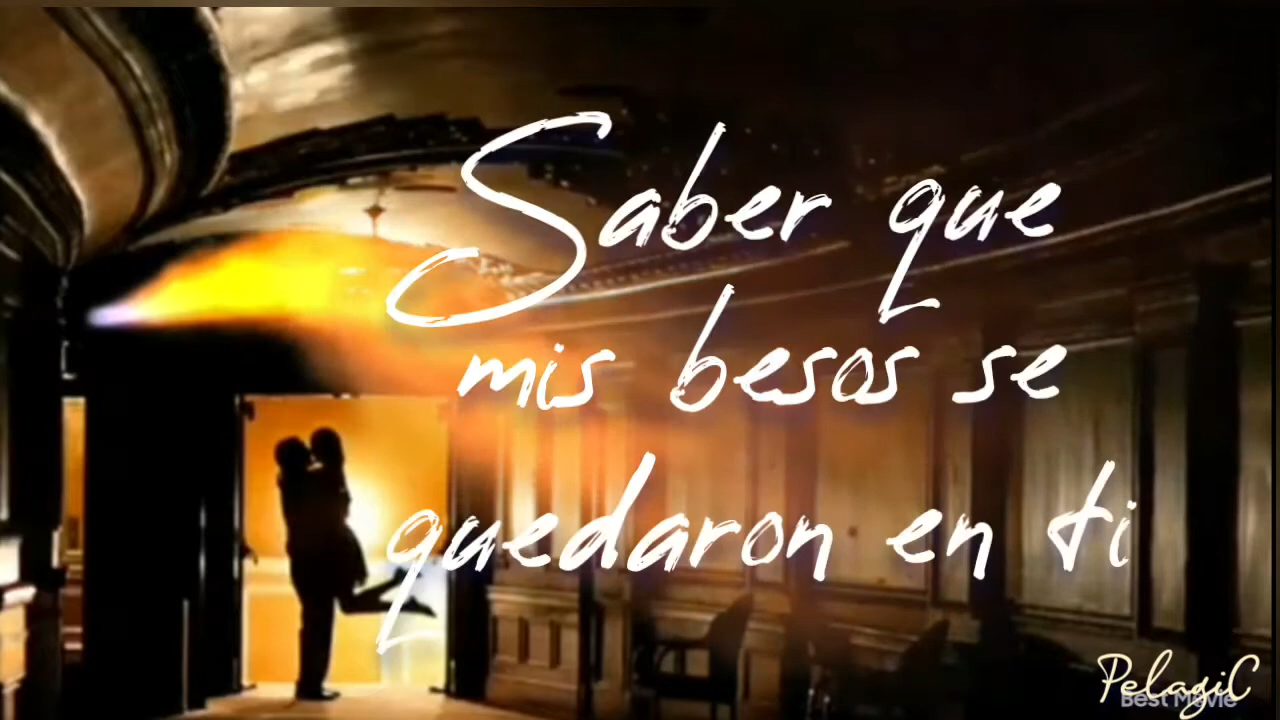 Saber que
mis besos se
quedaron en ti
PelagiC
Best Movie